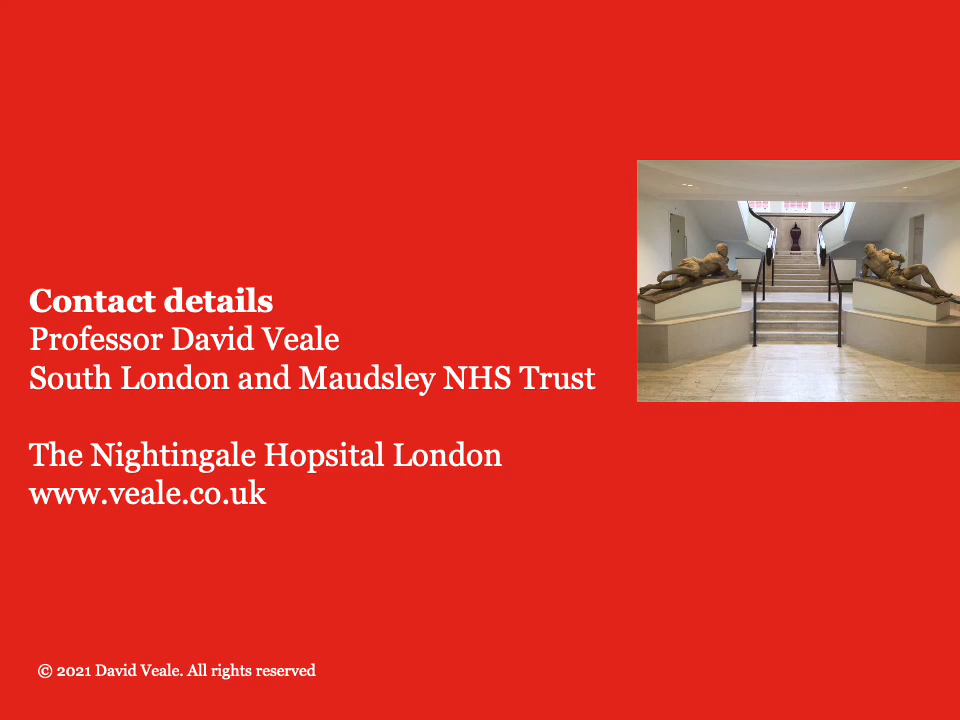 Contact details
Professor David Veale
South London and Maudsley NHS Trust
The Nightingale Hopsital London
www.veale.co.uk
© 2021 David Veale. All rights reserved